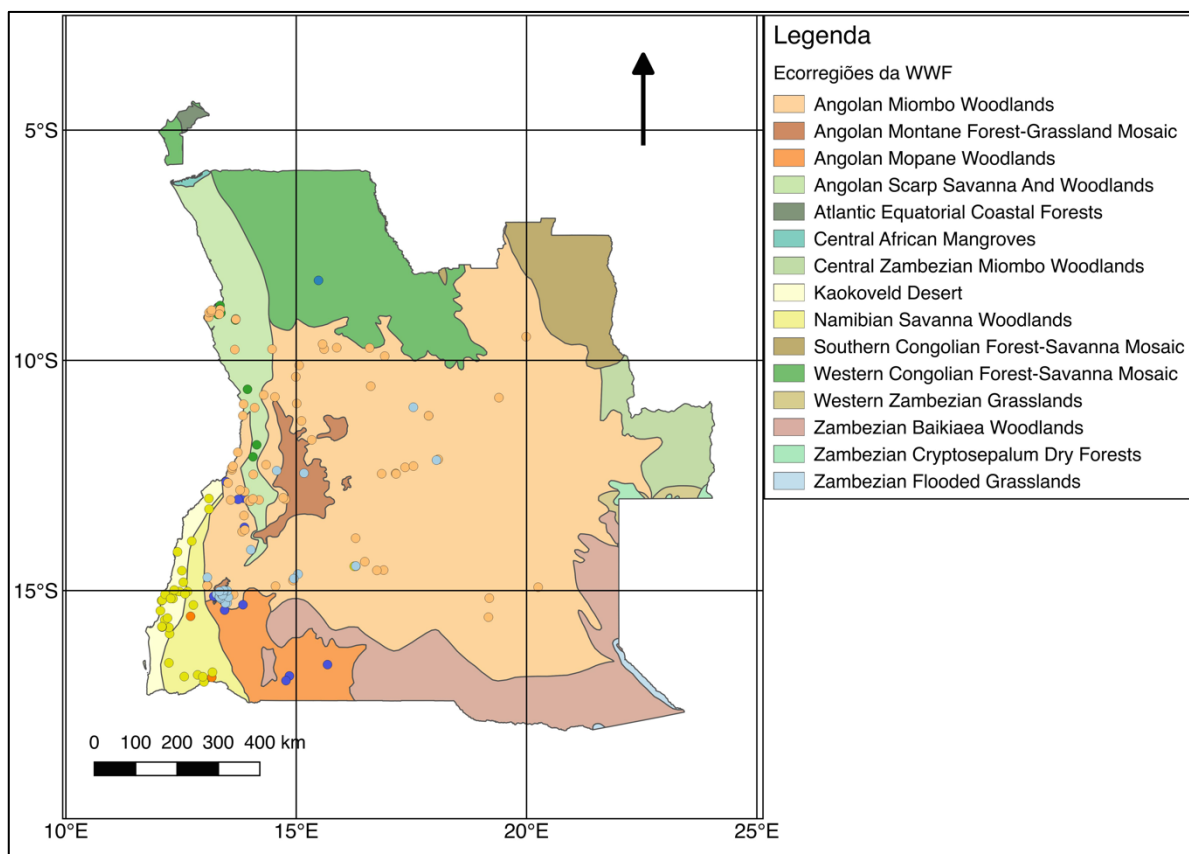 Legenda
Ecorregiões da WWF
Angolan Miombo Woodlands
Angolan Montane Forest-Grassland Mosaic
Angolan Mopane Woodlands
Angolan Scarp Savanna And Woodlands
Atlantic Equatorial Coastal Forests
Central African Mangroves
Central Zambezian Miombo Woodlands
Kaokoveld Desert
Namibian Savanna Woodlands
Southern Congolian Forest-Savanna Mosaic
Western Congolian Forest-Savanna Mosaic
Western Zambezian Grasslands
Zambezian Baikiaea Woodlands
Zambezian Cryptosepalum Dry Forests
Zambezian Flooded Grasslands
5°S
10°S
15°S
0 100 200 300 400 km
10°E 15°E 20°E 25°E